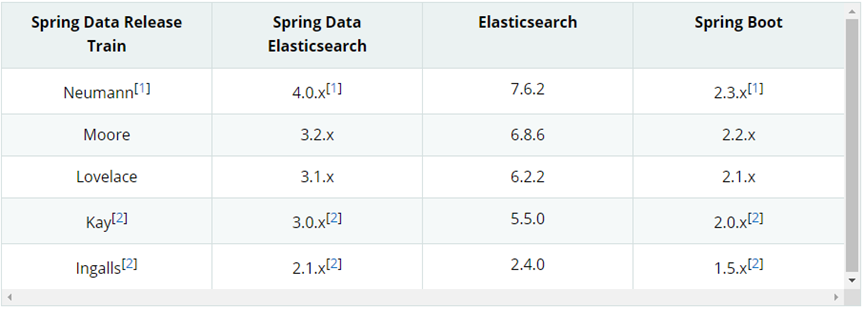 Spring Data Release Train Spring Data Elasticsearch Elasticsearch Spring Boot
Neumann[1] 4.0.x[1] 7.6.2 2.3.x[1]
Moore 3.2.x 6.8.6 2.2.x
Lovelace 3.1.x 6.2.2 2.1.x
Kay[2] 3.0.x[2] 5.5.0 2.0.x[2]
Ingalls[2] 2.1.x[2] 2.4.0 1.5.x[2]